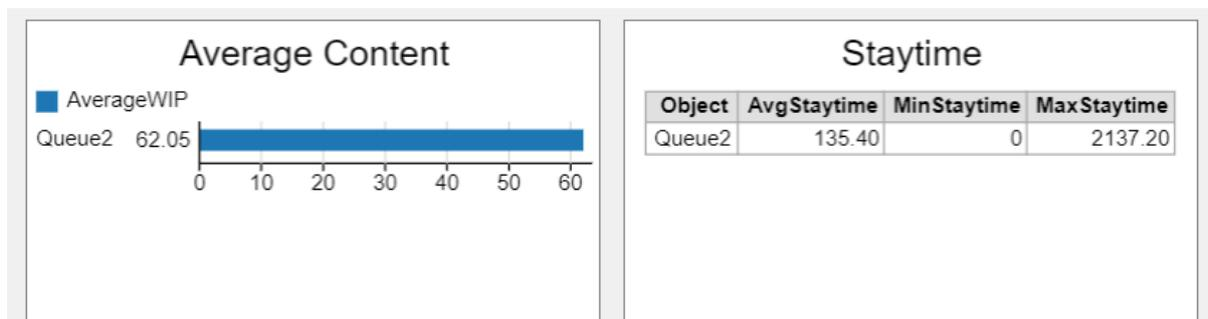 Average Content
AverageWIP
Queue2 62.05
0 10 20 30 40 50 60
Staytime
Object AvgStaytime MinStaytime MaxStaytime
Queue2 135.40 0 2137.20